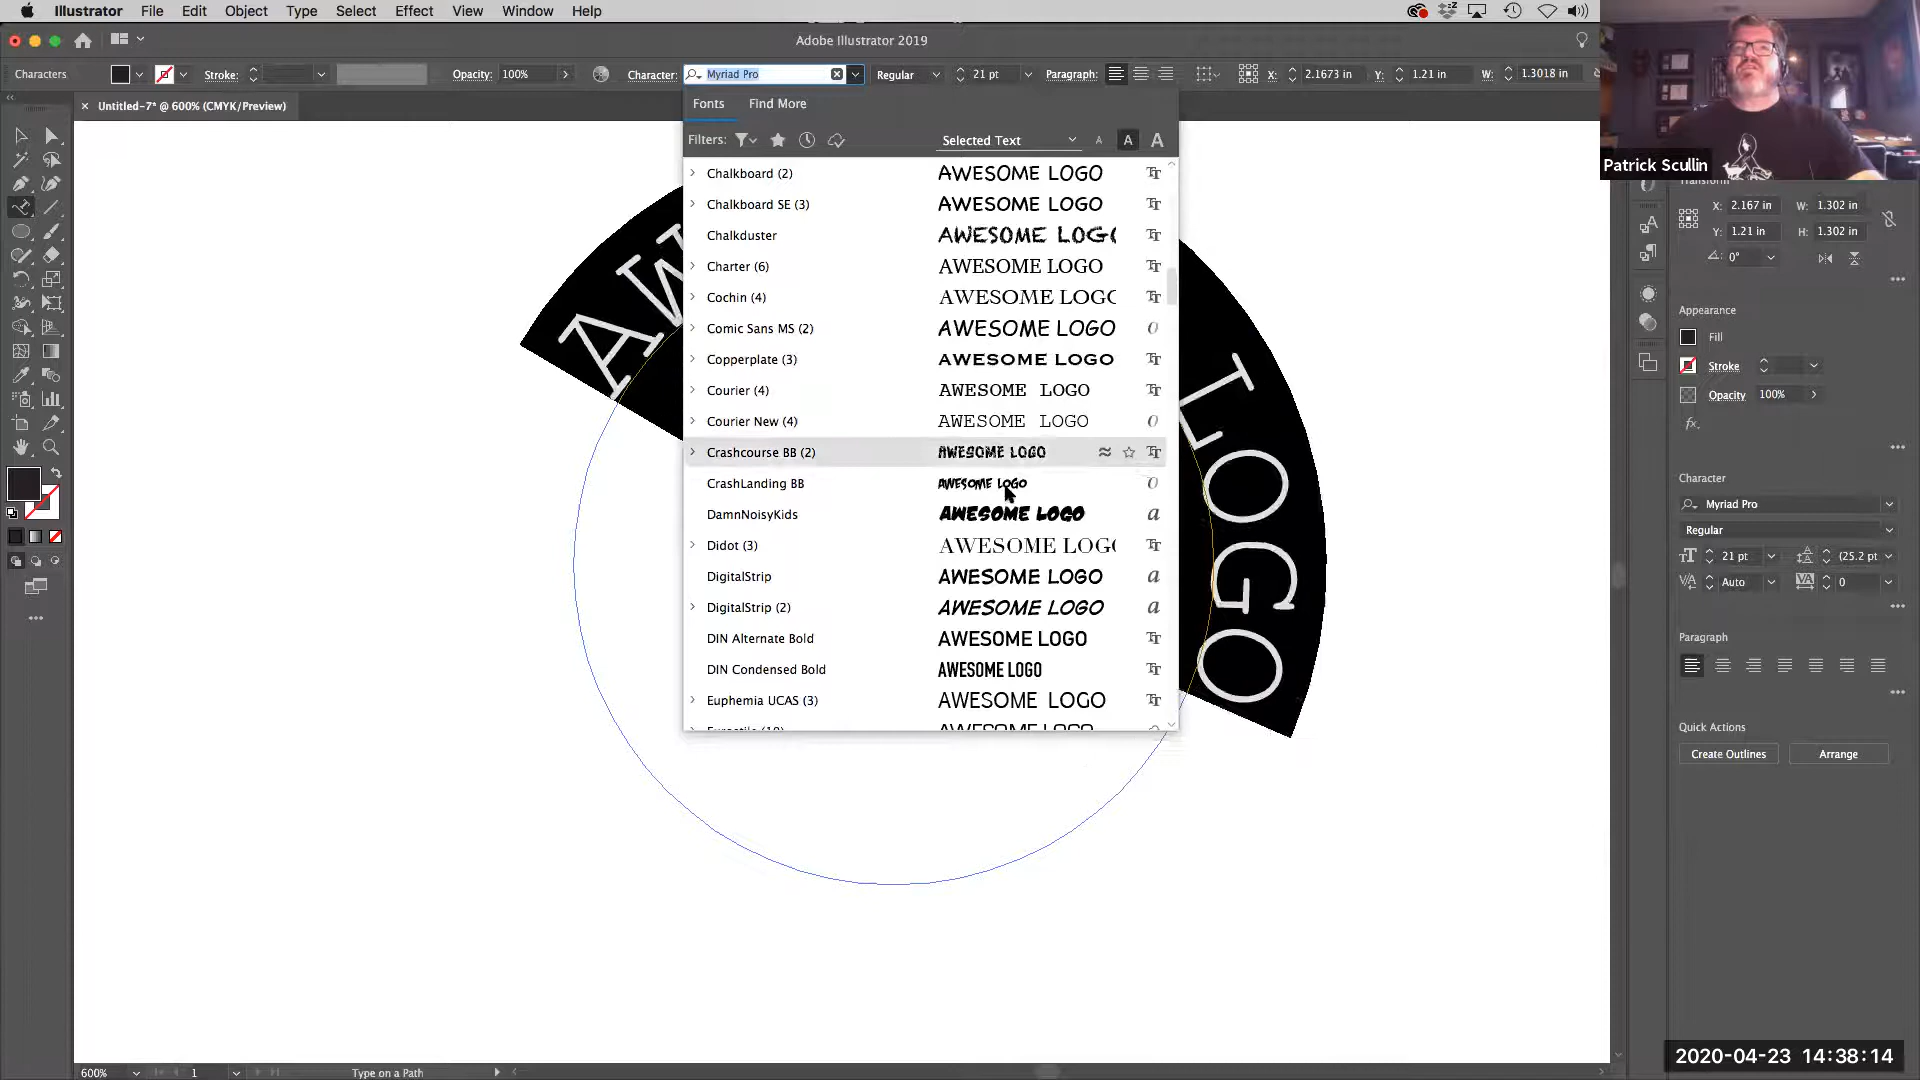 Illustrator File Edit Object Type Select Effect View Window Help
Adobe Illustrator 2019
Characters Stroke: Opacity: 100% Character: Myriad Pro Regular 21 pt Paragraph: X: 2.1673 in Y: 1.21 in W: 1.3018 in
× Untitled-7* @ 600% (CMYK/Preview)
Fonts Find More
Filters: Selected Text A A A
Chalkboard (2) AWESOME LOGO
Chalkboard SE (3) AWESOME LOGO
Chalkduster AWESOME LOG
Charter (6) AWESOME LOGO
Cochin (4) AWESOME LOGO
Comic Sans MS (2) AWESOME LOGO
Copperplate (3) AWESOME LOGO
Courier (4) AWESOME LOGO
Courier New (4) AWESOME LOGO
Crashcourse BB (2) AWESOME LOGO
CrashLanding BB AWESOME LOGO
DamnNoisyKids AWESOME LOGO
Didot (3) AWESOME LOG
DigitalStrip AWESOME LOGO
DigitalStrip (2) AWESOME LOGO
DIN Alternate Bold AWESOME LOGO
DIN Condensed Bold AWESOME LOGO
Euphemia UCAS (3) AWESOME LOGO
AW
LOGO
Patrick Scullin
Transform
X: 2.167 in W: 1.302 in
Y: 1.21 in H: 1.302 in
0°
Appearance
Fill
Stroke
Opacity 100%
fx.
Character
Myriad Pro
Regular
21 pt (25.2 pt
Auto 0
Paragraph
Quick Actions
Create Outlines Arrange
600% 1 Type on a Path
2020-04-23 14:38:14